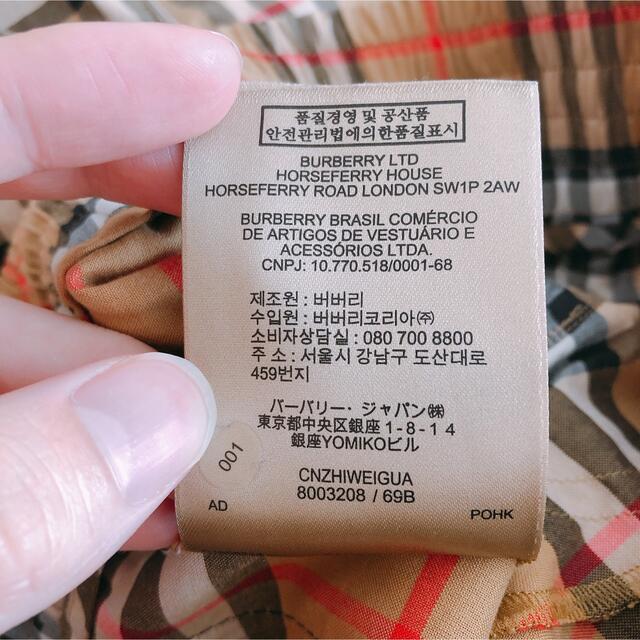 품질경영 및 공산품
안전관리법에의한품질표시
BURBERRY LTD
HORSEFERRY HOUSE
HORSEFERRY ROAD LONDON SW1P 2AW
BURBERRY BRASIL COMÉRCIO
DE ARTIGOS DE VESTUÁRIO E
ACESSÓRIOS LTDA.
CNPJ: 10.770.518/0001-68
제조원 : 버버리
수입원 : 버버리코리아㈜
소비자상담실 : 080 700 8800
주 소 : 서울시 강남구 도산대로
459번지
バーバリー・ジャパン㈱
東京都中央区銀座 1-8-14
銀座YOMIKOビル
001
CNZHIWEIGUA
8003208 / 69B
AD
POHK